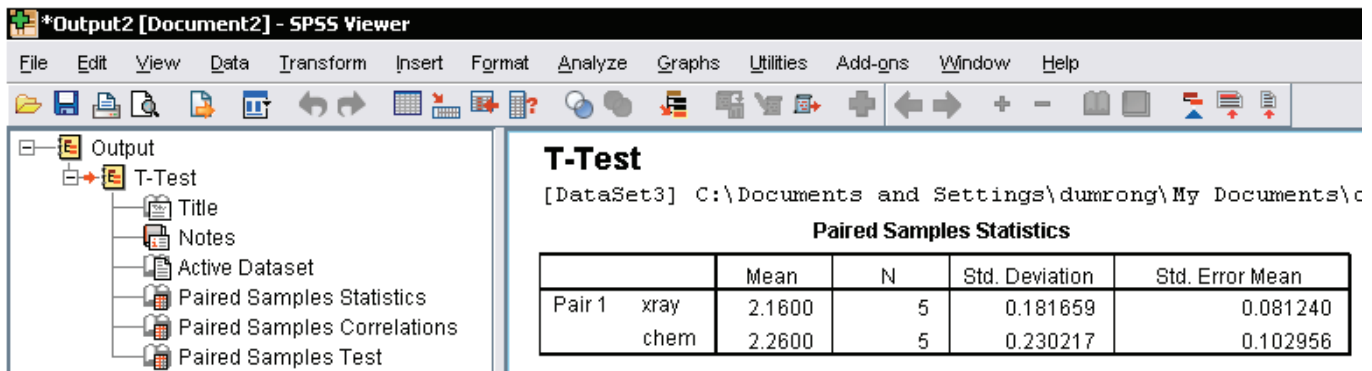 *Output2 [Document2] - SPSS Viewer
File Edit View Data Transform Insert Format Analyze Graphs Utilities Add-ons Window Help
Output
T-Test
Title
Notes
Active Dataset
Paired Samples Statistics
Paired Samples Correlations
Paired Samples Test
T-Test
[DataSet3] C:\Documents and Settings\dumrong\My Documents\
Paired Samples Statistics
Mean N Std. Deviation Std. Error Mean
Pair 1 xray 2.1600 5 0.181659 0.081240
chem 2.2600 5 0.230217 0.102956